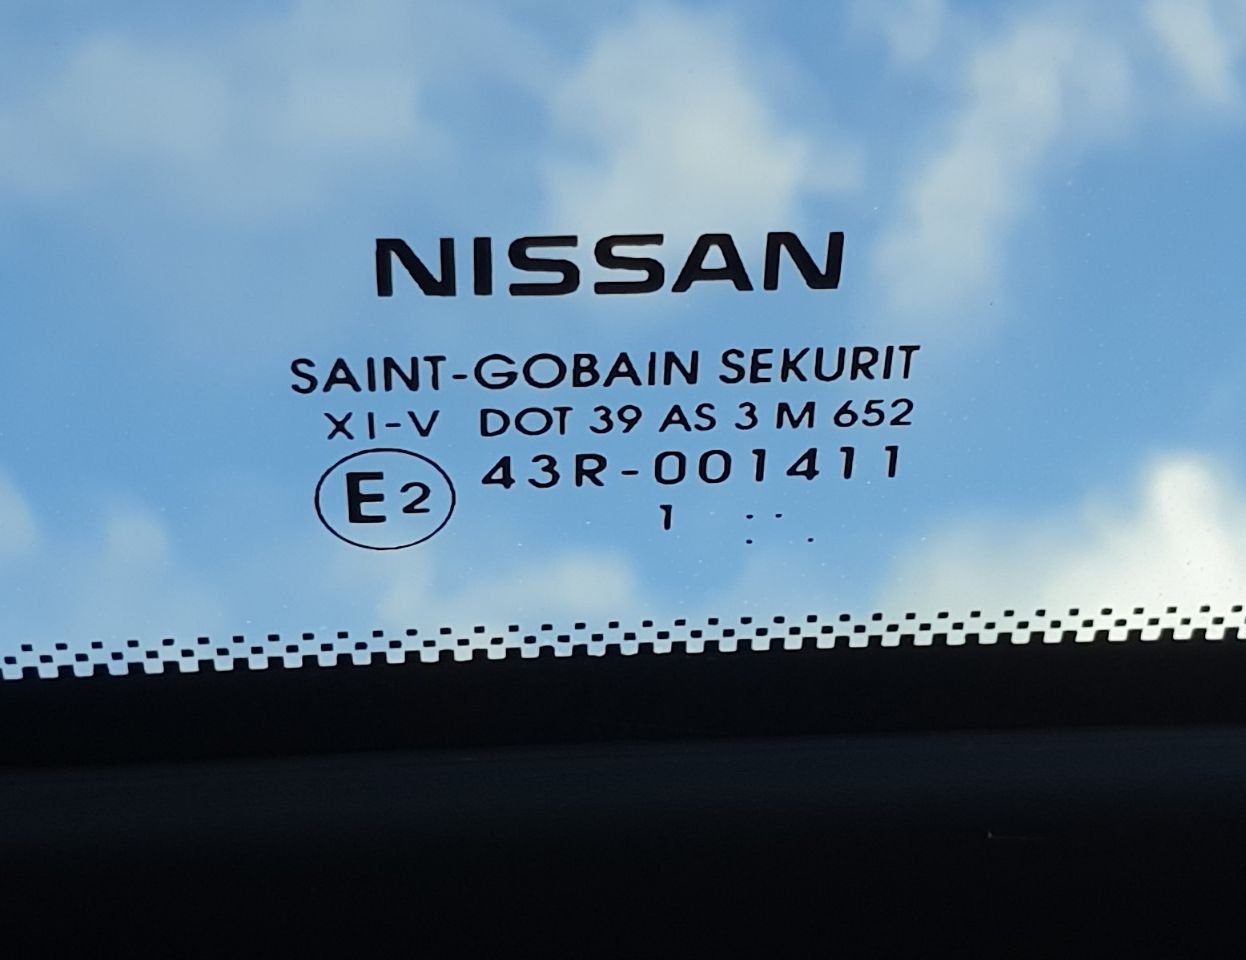 NISSAN
SAINT-GOBAIN SEKURIT
XI-V DOT 39 AS 3 M 652
E2 43R-001411
1 : · . .